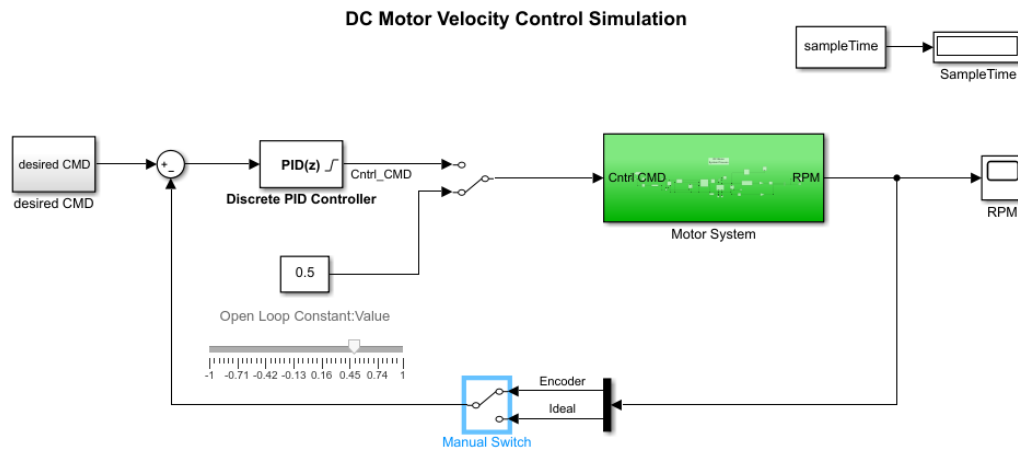 DC Motor Velocity Control Simulation
sampleTime
SampleTime
desired CMD
desired CMD
+
−
PID(z)
Cntrl_CMD
Discrete PID Controller
Cntrl CMD
RPM
Motor System
RPM
0.5
Open Loop Constant:Value
-1 -0.71 -0.42 -0.13 0.16 0.45 0.74 1
Encoder
Ideal
Manual Switch